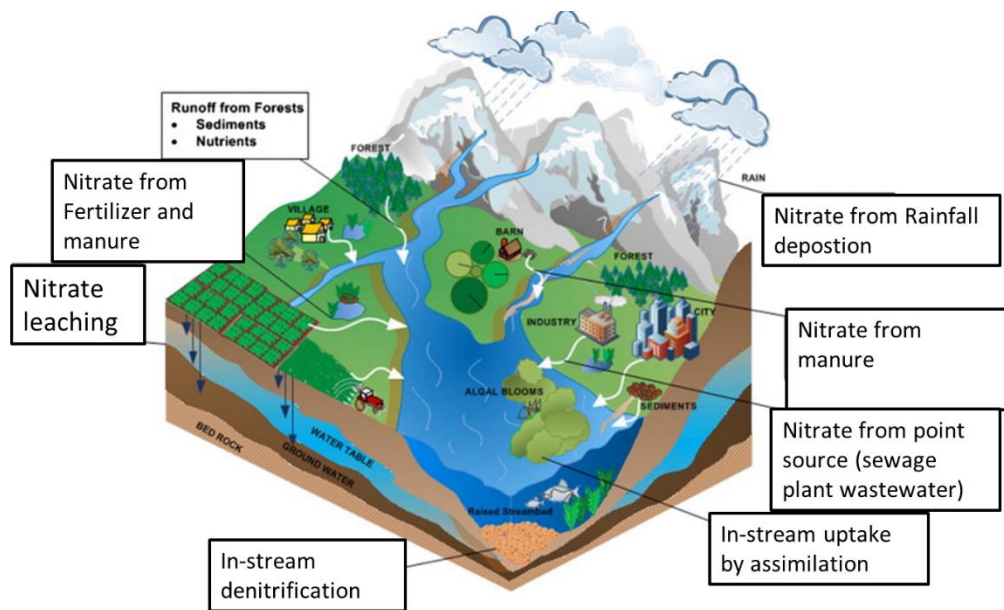 Runoff from Forests
• Sediments
• Nutrients
FOREST
RAIN
Nitrate from
Fertilizer and
manure
Nitrate from Rainfall
depostion
VILLAGE
BARN
FOREST
Nitrate
leaching
INDUSTRY
CITY
Nitrate from
manure
ALGAL BLOOMS
SEDIMENTS
BED ROCK
WATER TABLE
GROUND WATER
Nitrate from point
source (sewage
plant wastewater)
Raised Streambed
In-stream
denitrification
In-stream uptake
by assimilation